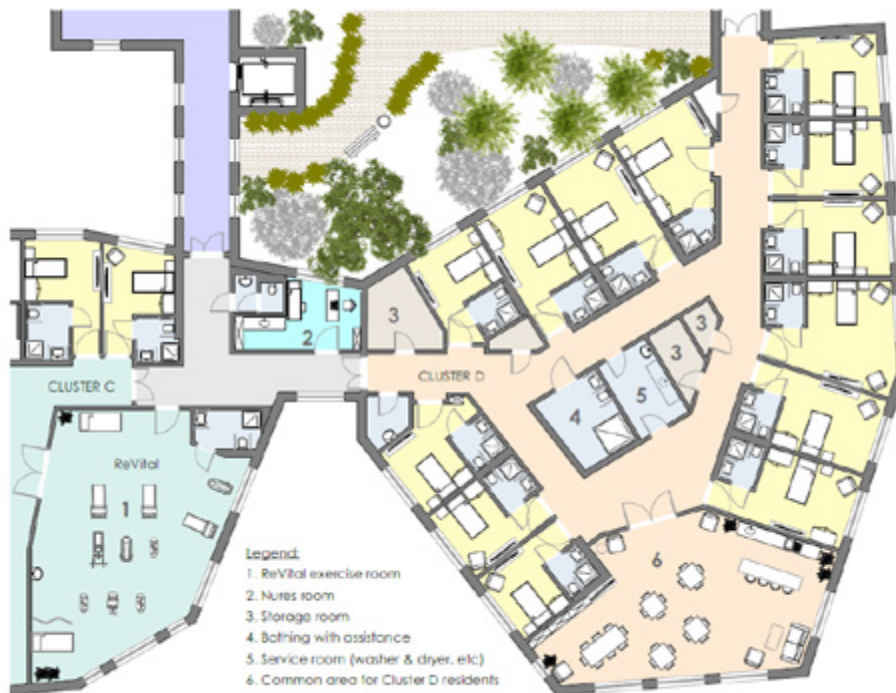 3
2
3
3
CLUSTER C
CLUSTER D
4
5
ReVital
1
6
Legend:
1. ReVital exercise room
2. Nures room
3. Storage room
4. Bathing with assistance
5. Service room (washer & dryer, etc)
6. Common area for Cluster D residents